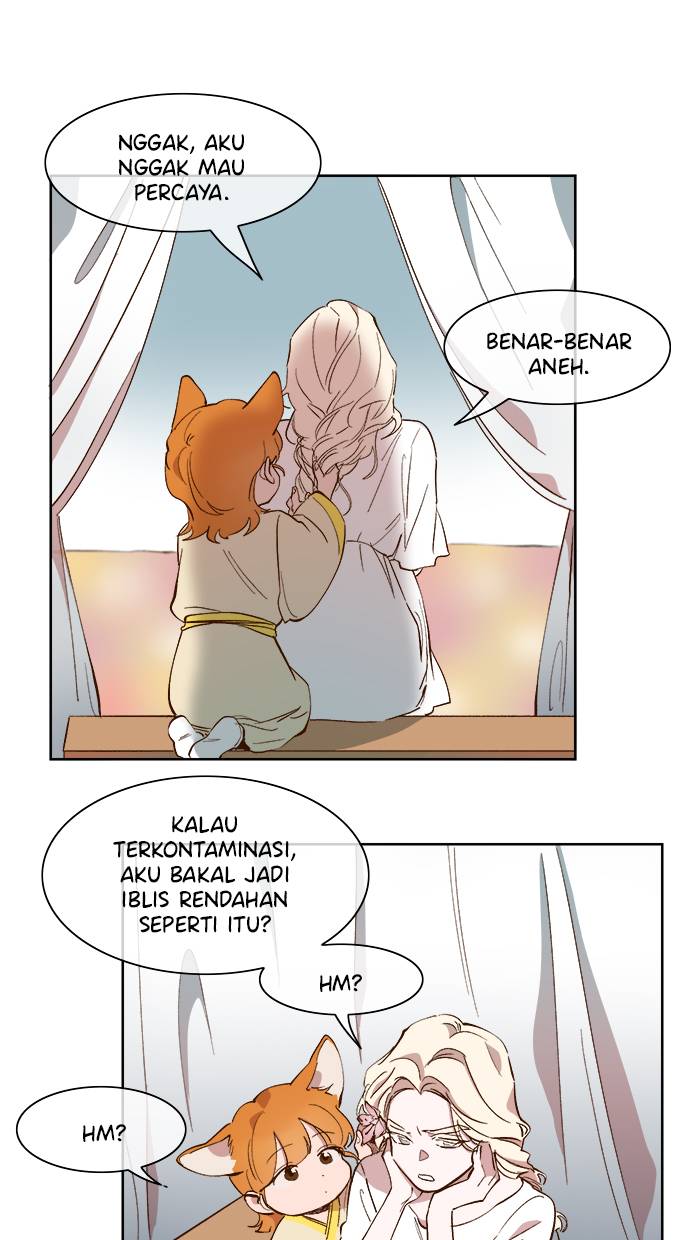 NGGAK, AKU
NGGAK MAU
PERCAYA.
BENAR-BENAR
ANEH.
KALAU
TERKONTAMINASI,
AKU BAKAL JADI
IBLIS RENDAHAN
SEPERTI ITU?
HM?
HM?